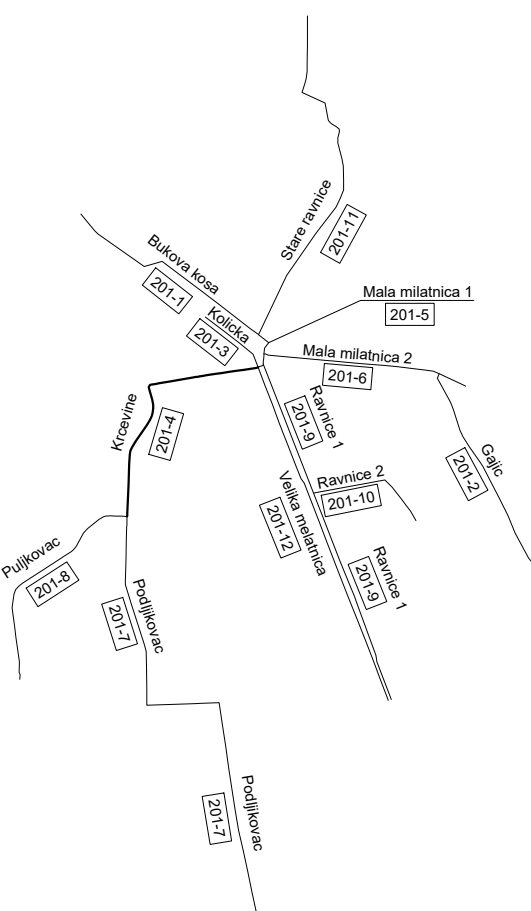 Stare ravnice
201-11
Bukova kosa
201-1
Kolicka
201-3
Mala milatnica 1
201-5
Mala milatnica 2
201-6
Krcevine
201-4
Ravnice 1
201-9
Gajic
201-2
Ravnice 2
201-10
Velika melatnica
201-12
Ravnice 1
201-9
Puljkovac
201-8
Podljikovac
201-7
Podljikovac
201-7